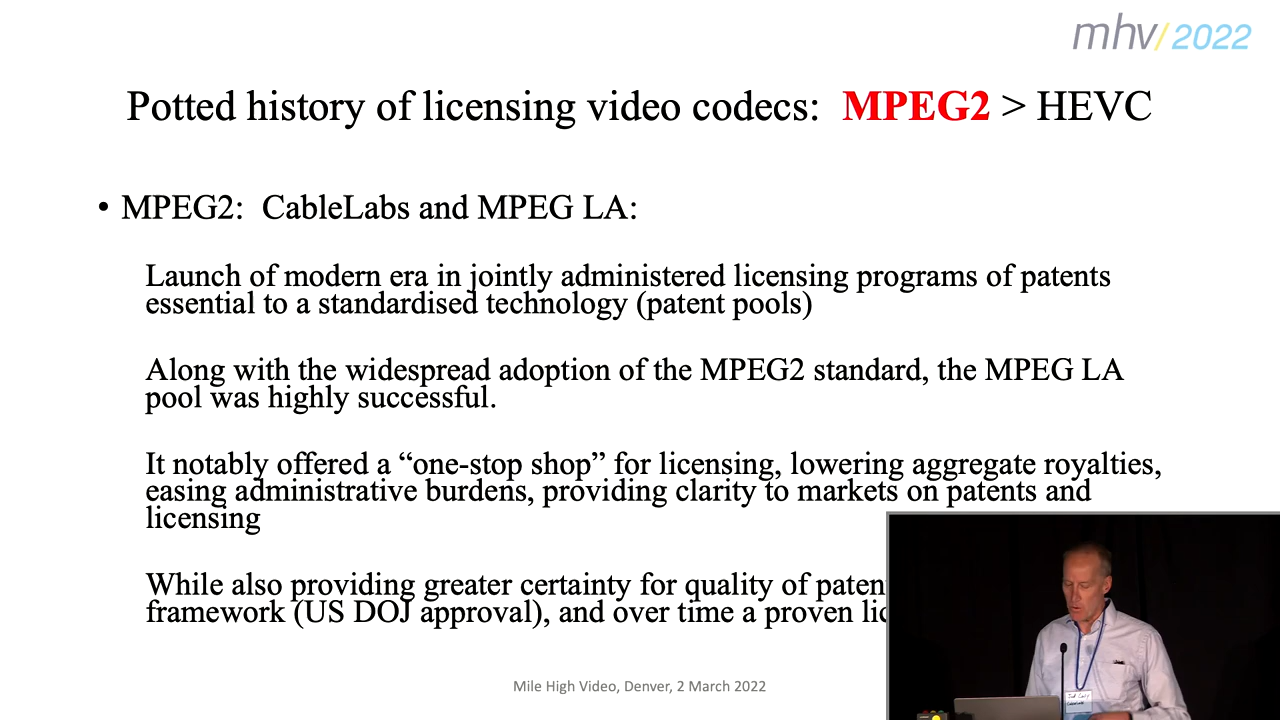 mhv/2022
Potted history of licensing video codecs: MPEG2 > HEVC
• MPEG2: CableLabs and MPEG LA:
Launch of modern era in jointly administered licensing programs of patents
essential to a standardised technology (patent pools)
Along with the widespread adoption of the MPEG2 standard, the MPEG LA
pool was highly successful.
It notably offered a “one-stop shop” for licensing, lowering aggregate royalties,
easing administrative burdens, providing clarity to markets on patents and
licensing
While also providing greater certainty for quality of
framework (US DOJ approval), and over time a proven
Mile High Video, Denver, 2 March 2022